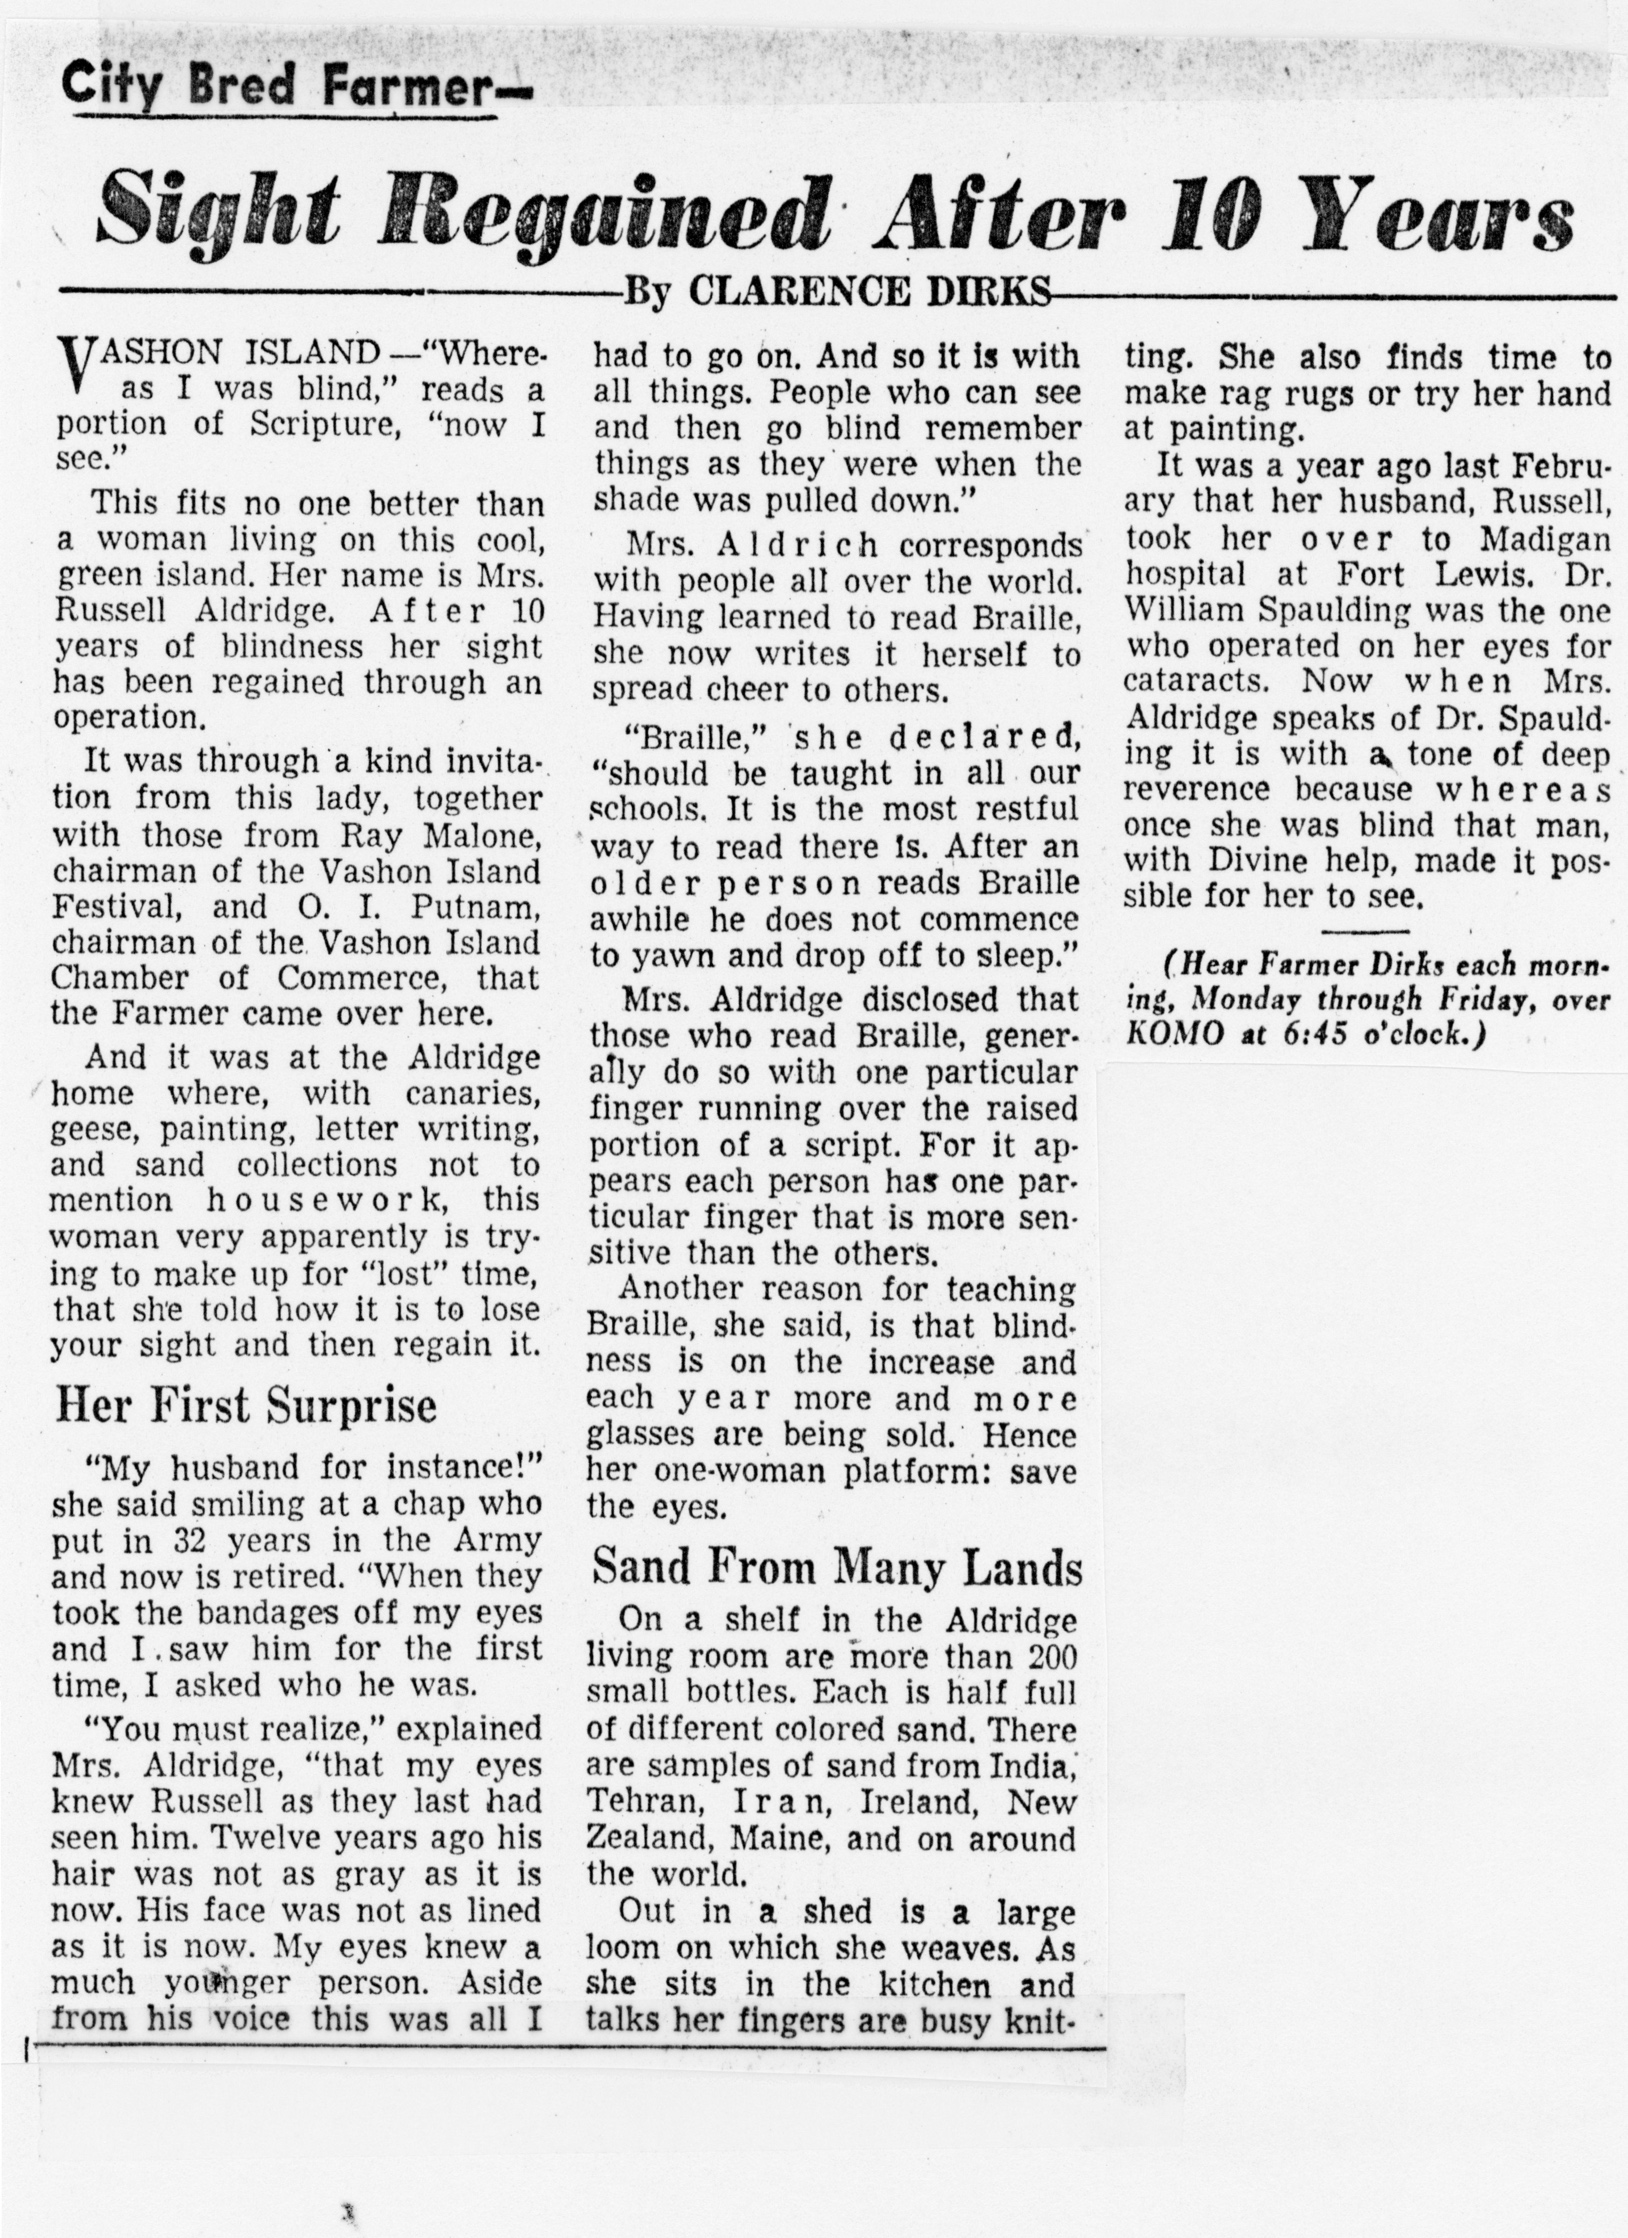 City Bred Farmer—
Sight Regained After 10 Years
By CLARENCE DIRKS
VASHON ISLAND—“Where-
as I was blind,” reads a
portion of Scripture, “now I
see.”
This fits no one better than
a woman living on this cool,
green island. Her name is Mrs.
Russell Aldridge. After 10
years of blindness her sight
has been regained through an
operation.
It was through a kind invita-
tion from this lady, together
with those from Ray Malone,
chairman of the Vashon Island
Festival, and O. I. Putnam,
chairman of the Vashon Island
Chamber of Commerce, that
the Farmer came over here.
And it was at the Aldridge
home where, with canaries,
geese, painting, letter writing,
and sand collections not to
mention housework, this
woman very apparently is try-
ing to make up for “lost” time,
that she told how it is to lose
your sight and then regain it.
Her First Surprise
“My husband for instance!”
she said smiling at a chap who
put in 32 years in the Army
and now is retired. “When they
took the bandages off my eyes
and I saw him for the first
time, I asked who he was.
“You must realize,” explained
Mrs. Aldridge, “that my eyes
knew Russell as they last had
seen him. Twelve years ago his
hair was not as gray as it is
now. His face was not as lined
as it is now. My eyes knew a
much younger person. Aside
from his voice this was all I
had to go on. And so it is with
all things. People who can see
and then go blind remember
things as they were when the
shade was pulled down.”
Mrs. Aldrich corresponds
with people all over the world.
Having learned to read Braille,
she now writes it herself to
spread cheer to others.
“Braille,” she declared,
“should be taught in all our
schools. It is the most restful
way to read there is. After an
older person reads Braille
awhile he does not commence
to yawn and drop off to sleep.”
Mrs. Aldridge disclosed that
those who read Braille, gener-
ally do so with one particular
finger running over the raised
portion of a script. For it ap-
pears each person has one par-
ticular finger that is more sen-
sitive than the others.
Another reason for teaching
Braille, she said, is that blind-
ness is on the increase and
each year more and more
glasses are being sold. Hence
her one-woman platform: save
the eyes.
Sand From Many Lands
On a shelf in the Aldridge
living room are more than 200
small bottles. Each is half full
of different colored sand. There
are samples of sand from India,
Tehran, Iran, Ireland, New
Zealand, Maine, and on around
the world.
Out in a shed is a large
loom on which she weaves. As
she sits in the kitchen and
talks her fingers are busy knit-
ting. She also finds time to
make rag rugs or try her hand
at painting.
It was a year ago last Febru-
ary that her husband, Russell,
took her over to Madigan
hospital at Fort Lewis. Dr.
William Spaulding was the one
who operated on her eyes for
cataracts. Now when Mrs.
Aldridge speaks of Dr. Spauld-
ing it is with a tone of deep
reverence because whereas
once she was blind that man,
with Divine help, made it pos-
sible for her to see.
(Hear Farmer Dirks each morn-
ing, Monday through Friday, over
KOMO at 6:45 o'clock.)